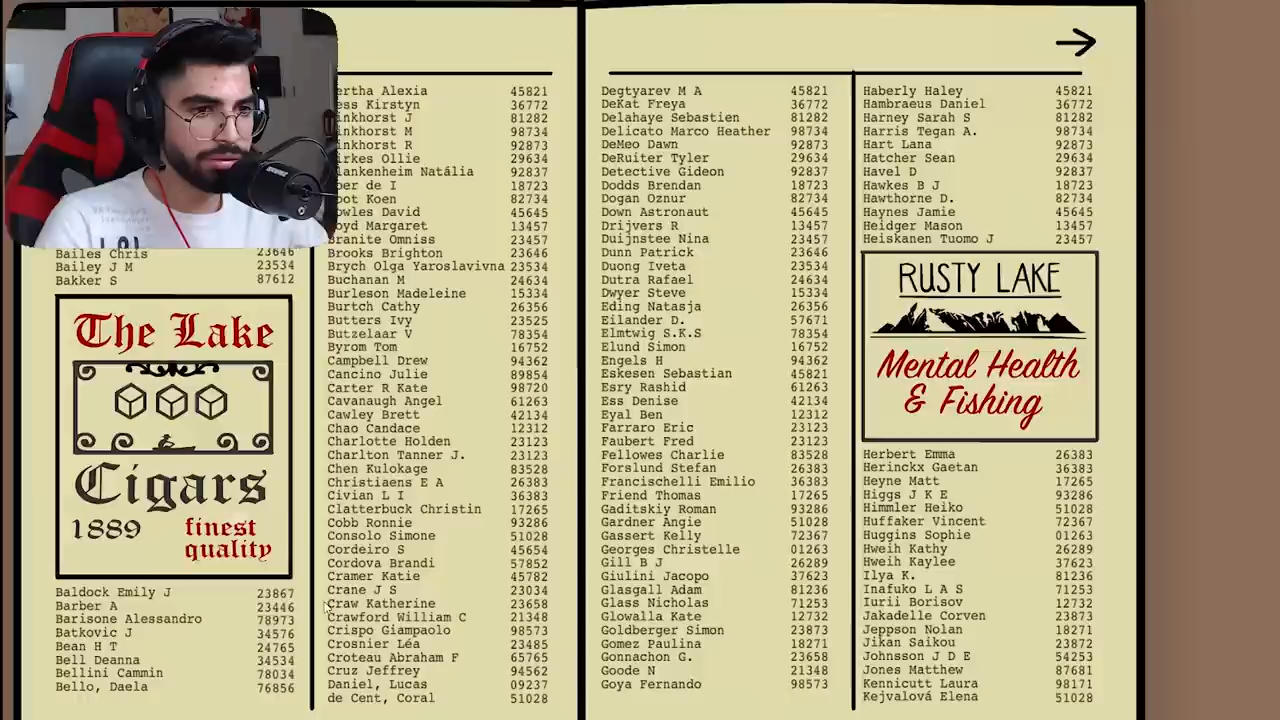 Bailes Chris 23646
Bailey J M 23534
Bakker S 87612
The Lake
Cigars
1889 finest
quality
Baldock Emily J 23867
Barber A 23446
Barisone Alessandro 78973
Batkovic J 34576
Bean H T 24765
Bell Deanna 34534
Bellini Cammin 78034
Bello, Daela 76856
ertha Alexia 45821
ess Kirstyn 36772
inkhorst J 81282
inkhorst M 98734
inkhorst R 92873
irkes Ollie 29634
lankenheim Natália 92837
oer de I 18723
oot Koen 82734
owles David 45645
oyd Margaret 13457
Branite Omniss 23457
Brooks Brighton 23646
Brych Olga Yaroslavivna 23534
Buchanan M 24634
Burleson Madeleine 15334
Burtch Cathy 26356
Butters Ivy 23525
Butzelaar V 78354
Byrom Tom 16752
Campbell Drew 94362
Cancino Julie 89854
Carter R Kate 98720
Cavanaugh Angel 61263
Cawley Brett 42134
Chao Candace 12312
Charlotte Holden 23123
Charlton Tanner J. 23123
Chen Kulokage 83528
Christiaens E A 26383
Civian L I 36383
Clatterbuck Christin 17265
Cobb Ronnie 93286
Consolo Simone 51028
Cordeiro S 45654
Cordova Brandi 57852
Cramer Katie 45782
Crane J S 23034
Craw Katherine 23658
Crawford William C 21348
Crispo Giampaolo 98573
Crosnier Léa 23485
Croteau Abraham F 65765
Cruz Jeffrey 94562
Daniel, Lucas 09237
de Cent, Coral 51028
Degtyarev M A 45821
DeKat Freya 36772
Delahaye Sebastien 81282
Delicato Marco Heather 98734
DeMeo Dawn 92873
DeRuiter Tyler 29634
Detective Gideon 92837
Dodds Brendan 18723
Dogan Oznur 82734
Down Astronaut 45645
Drijvers R 13457
Duijnstee Nina 23457
Dunn Patrick 23646
Duong Iveta 23534
Dutra Rafael 24634
Dwyer Steve 15334
Eding Natasja 26356
Eilander D. 57671
Elmtwig S.K.S 78354
Elund Simon 16752
Engels H 94362
Eskesen Sebastian 45821
Esry Rashid 61263
Ess Denise 42134
Eyal Ben 12312
Farraro Eric 23123
Faubert Fred 23123
Fellowes Charlie 83528
Forslund Stefan 26383
Francischelli Emilio 36383
Friend Thomas 17265
Gaditskiy Roman 93286
Gardner Angie 51028
Gassert Kelly 72367
Georges Christelle 01263
Gill B J 26289
Giulini Jacopo 37623
Glasgall Adam 81236
Glass Nicholas 71253
Glowalla Kate 12732
Goldberger Simon 23873
Gomez Paulina 18271
Gonnachon G. 23658
Goode N 21348
Goya Fernando 98573
Haberly Haley 45821
Hambraeus Daniel 36772
Harney Sarah S 81282
Harris Tegan A. 98734
Hart Lana 92873
Hatcher Sean 29634
Havel D 92837
Hawkes B J 18723
Hawthorne D. 82734
Haynes Jamie 45645
Heidger Mason 13457
Heiskanen Tuomo J 23457
RUSTY LAKE
Mental Health
& Fishing
Herbert Emma 26383
Herinckx Gaetan 36383
Heyne Matt 17265
Higgs J K E 93286
Himmler Heiko 51028
Huffaker Vincent 72367
Huggins Sophie 01263
Hweih Kathy 26289
Hweih Kaylee 37623
Ilya K. 81236
Inafuko L A S 71253
Iurii Borisov 12732
Jakadelle Corven 23873
Jeppson Nolan 18271
Jikan Saikou 23872
Johnsson J D E 54253
Jones Matthew 87681
Kennicutt Laura 98171
Kejvalová Elena 51028